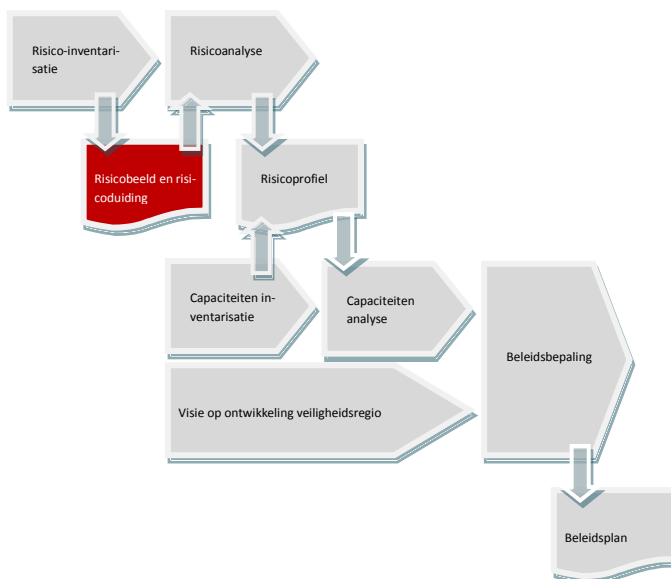 Risico-inventari-
satie
Risicoanalyse
Risicobeeld en risi-
coduiding
Risicoprofiel
Capaciteiten in-
ventarisatie
Capaciteiten
analyse
Beleidsbepaling
Visie op ontwikkeling veiligheidsregio
Beleidsplan